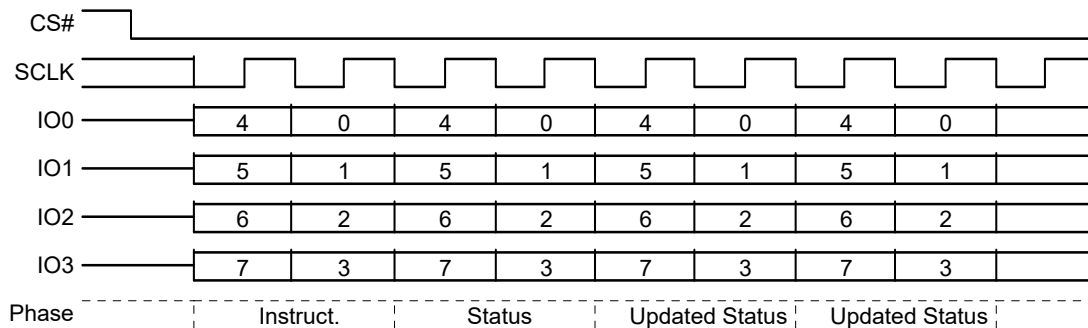 CS#
SCLK
IO0 4 0 4 0 4 0 4 0
IO1 5 1 5 1 5 1 5 1
IO2 6 2 6 2 6 2 6 2
IO3 7 3 7 3 7 3 7 3
Phase Instruct. Status Updated Status Updated Status